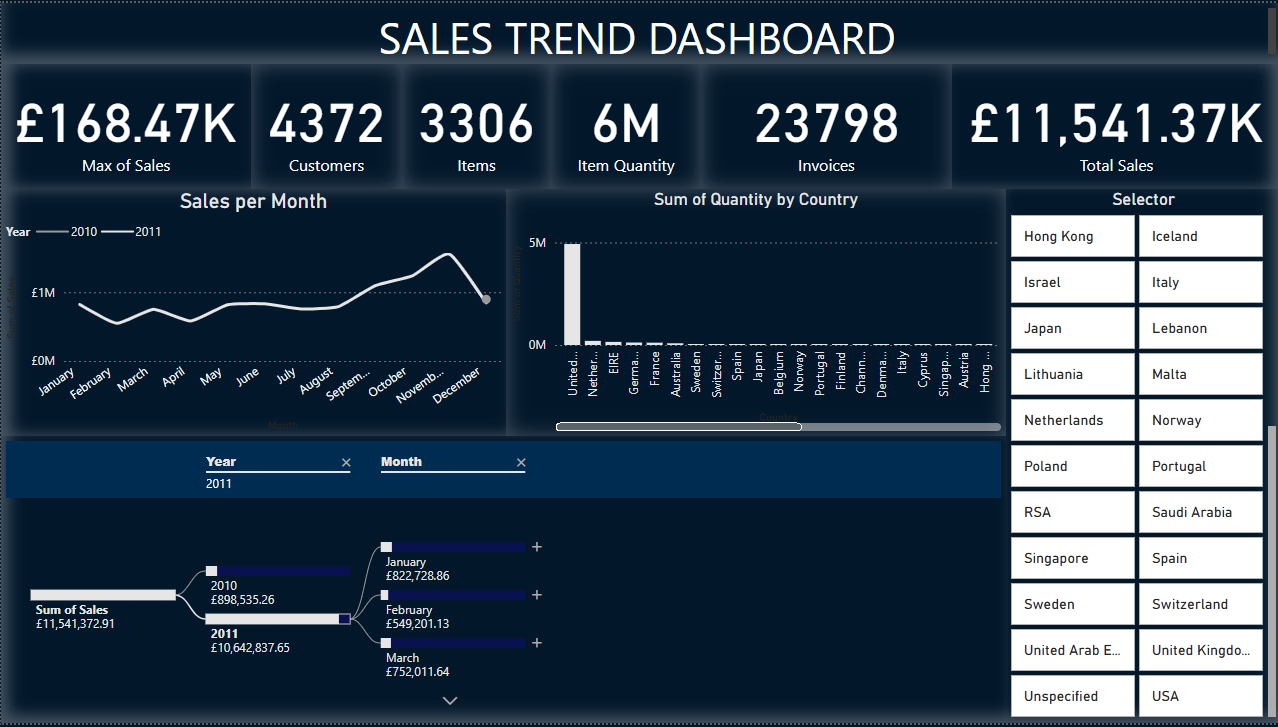 SALES TREND DASHBOARD
£168.47K
Max of Sales
4372
Customers
3306
Items
6M
Item Quantity
23798
Invoices
£11,541.37K
Total Sales
Sales per Month
Year 2010 2011
£1M
£0M
January
February
March
April
May
June
July
August
Septem...
October
Novemb...
December
Month
Sum of Quantity by Country
5M
0M
United...
Nether...
EIRE
Germa...
France
Australia
Sweden
Switzer...
Spain
Japan
Belgium
Norway
Portugal
Finland
Chann...
Denma...
Italy
Cyprus
Singap...
Austria
Hong ...
Country
Selector
Hong Kong
Iceland
Israel
Italy
Japan
Lebanon
Lithuania
Malta
Netherlands
Norway
Poland
Portugal
RSA
Saudi Arabia
Singapore
Spain
Sweden
Switzerland
United Arab E...
United Kingdo...
Unspecified
USA
Year
2011
Month
Sum of Sales
£11,541,372.91
2010
£898,535.26
2011
£10,642,837.65
January
£822,728.86
February
£549,201.13
March
£752,011.64